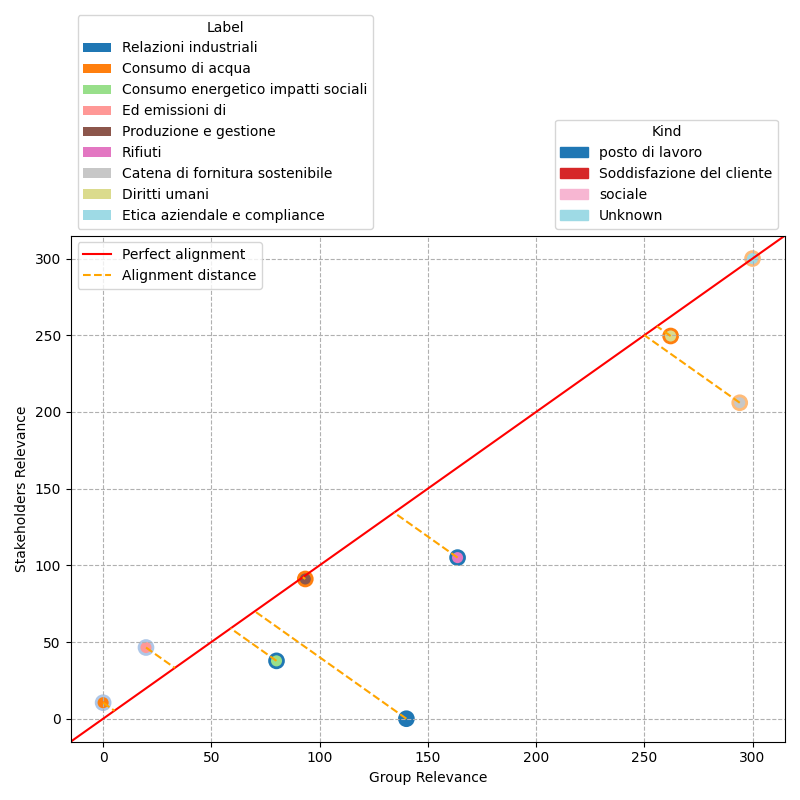 Label
Relazioni industriali
Consumo di acqua
Consumo energetico impatti sociali
Ed emissioni di
Produzione e gestione
Rifiuti
Catena di fornitura sostenibile
Diritti umani
Etica aziendale e compliance
Kind
posto di lavoro
Soddisfazione del cliente
sociale
Unknown
Perfect alignment
Alignment distance
300
250
200
150
100
50
0
Stakeholders Relevance
0 50 100 150 200 250 300
Group Relevance